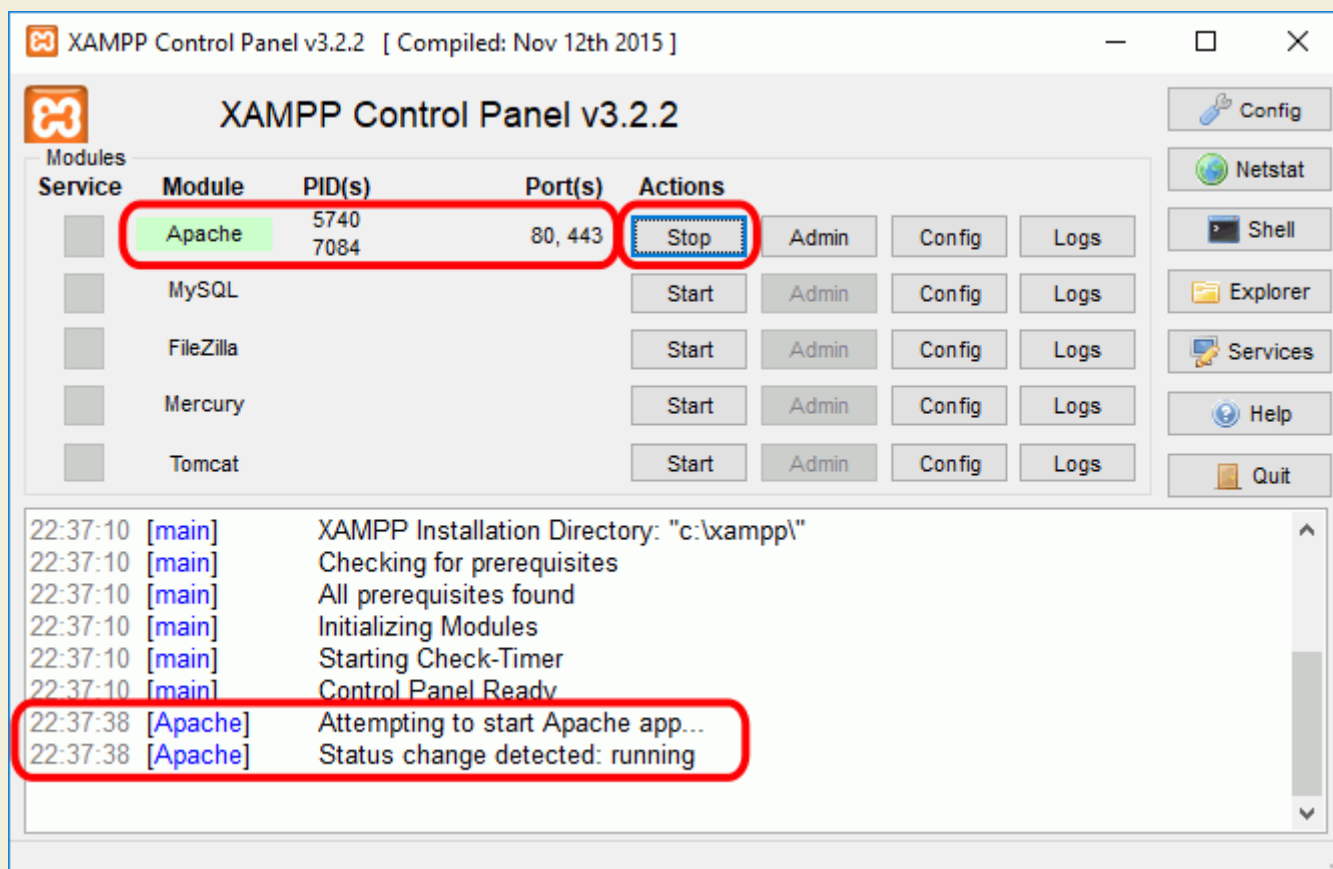 XAMPP Control Panel v3.2.2 [ Compiled: Nov 12th 2015 ]
XAMPP Control Panel v3.2.2
Config
Modules
Service Module PID(s) Port(s) Actions
Netstat
Apache 5740 7084 80, 443 Stop Admin Config Logs
Shell
MySQL Start Admin Config Logs
Explorer
FileZilla Start Admin Config Logs
Services
Mercury Start Admin Config Logs
Help
Tomcat Start Admin Config Logs
Quit
22:37:10 [main] XAMPP Installation Directory: "c:\xampp\"
22:37:10 [main] Checking for prerequisites
22:37:10 [main] All prerequisites found
22:37:10 [main] Initializing Modules
22:37:10 [main] Starting Check-Timer
22:37:10 [main] Control Panel Ready
22:37:38 [Apache] Attempting to start Apache app...
22:37:38 [Apache] Status change detected: running